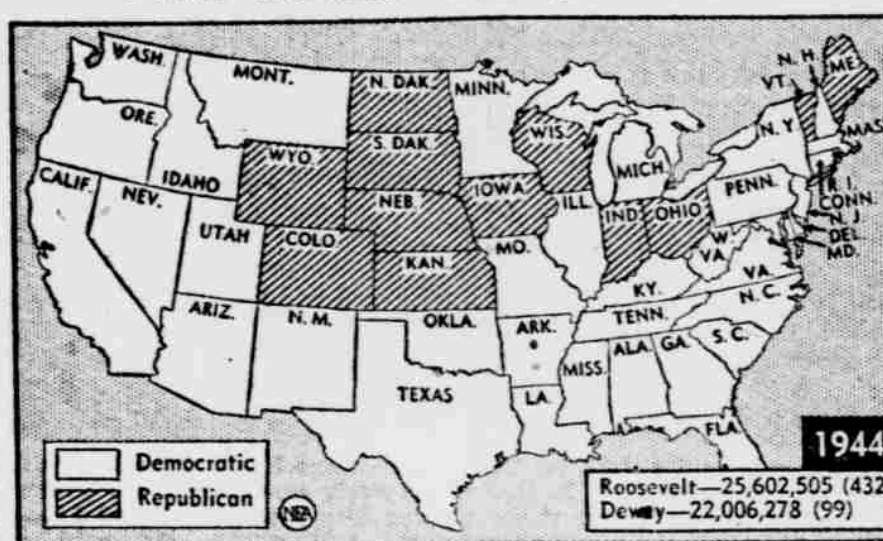 WASH.
MONT.
N. DAK.
MINN.
N. H.
VT.
ME.
ORE.
IDAHO
WYO.
S. DAK.
WIS.
MICH.
N. Y.
MAS
CALIF.
NEV.
UTAH
COLO.
NEB.
IOWA
ILL.
IND.
OHIO
PENN.
R. I.
CONN.
N. J
DEL.
MD.
KAN.
MO.
W.
VA.
VA.
KY.
N. C.
ARIZ.
N. M.
OKLA.
ARK.
TENN.
S. C.
TEXAS
LA.
MISS.
ALA.
GA.
FLA.
1944
Democratic
Republican
NEA
Roosevelt—25,602,505 (432
Dewey—22,006,278 (99)